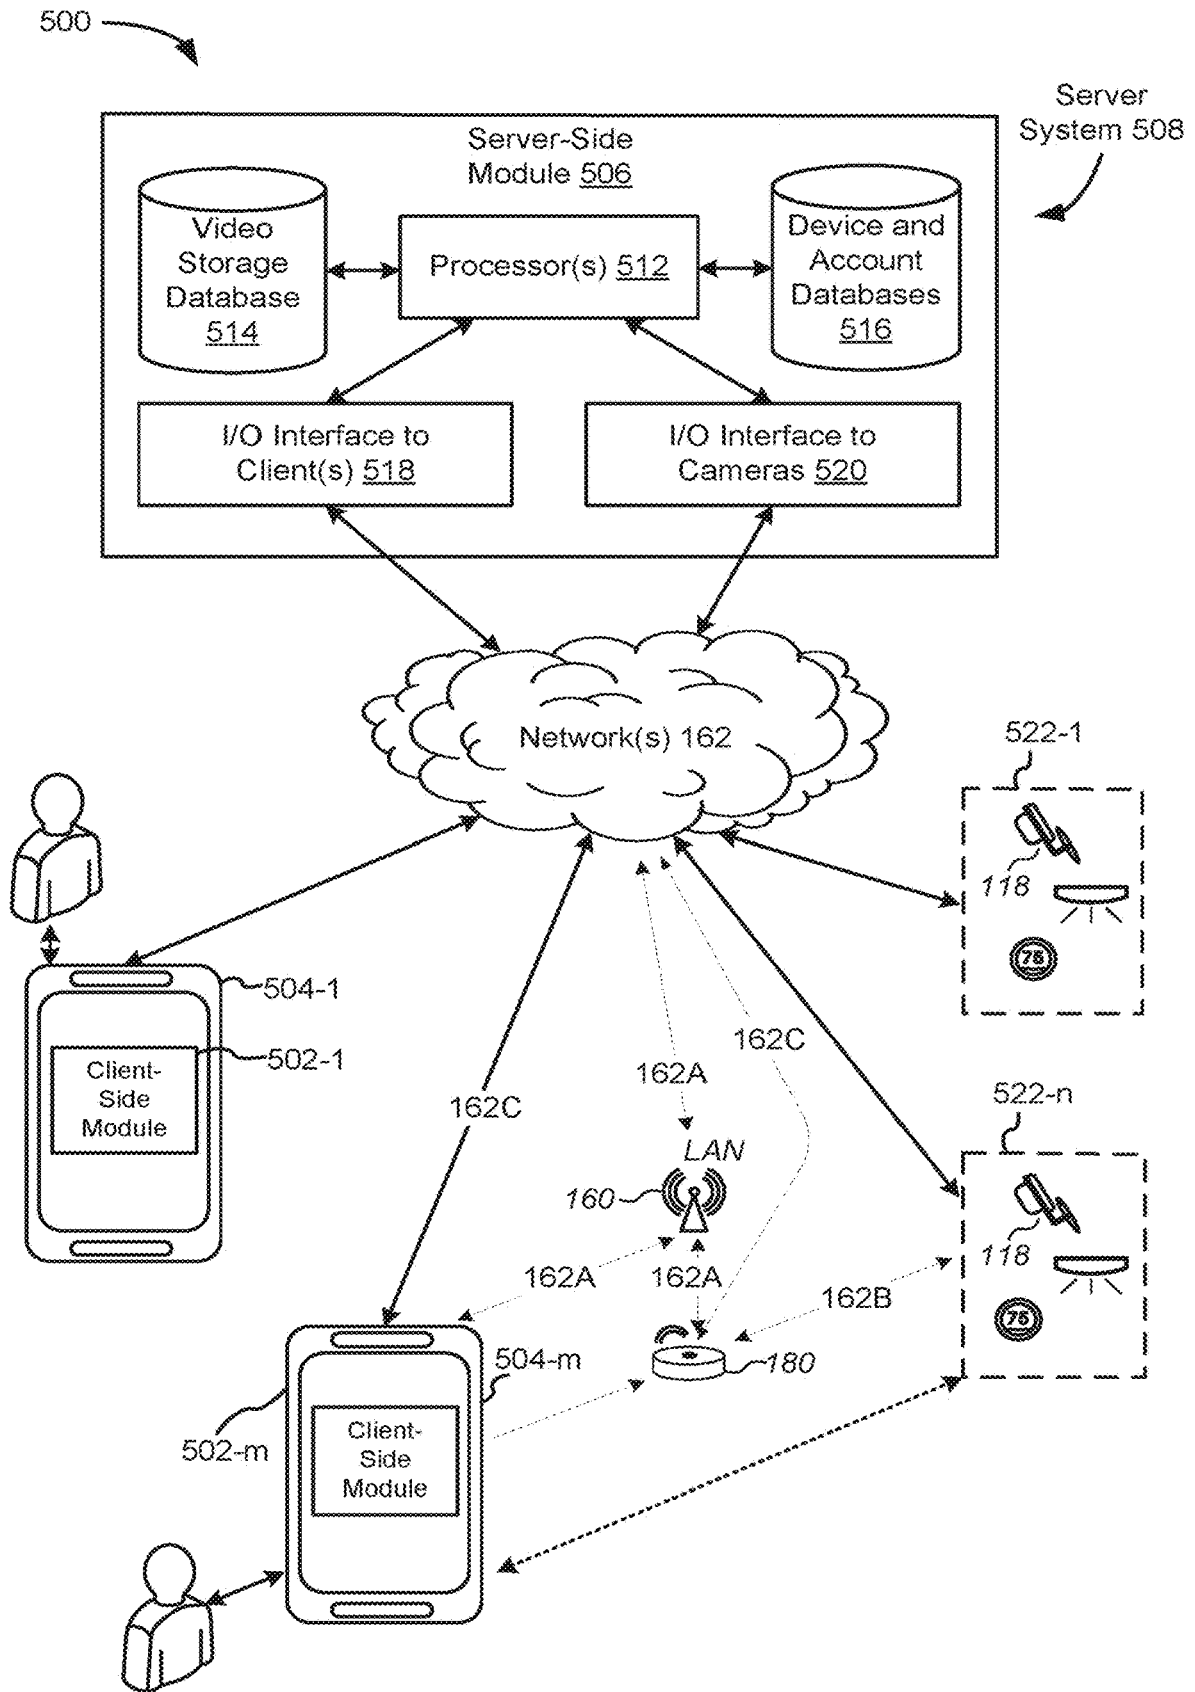 500
Server
System 508
Server-Side
Module 506
Video
Storage
Database
514
Processor(s) 512
Device and
Account
Databases
516
I/O Interface to
Client(s) 518
I/O Interface to
Cameras 520
Network(s) 162
522-1
118
75
504-1
502-1
Client-
Side
Module
162C
162A
162C
522-n
LAN
160
118
162A
162A
162B
75
504-m
180
502-m
Client-
Side
Module